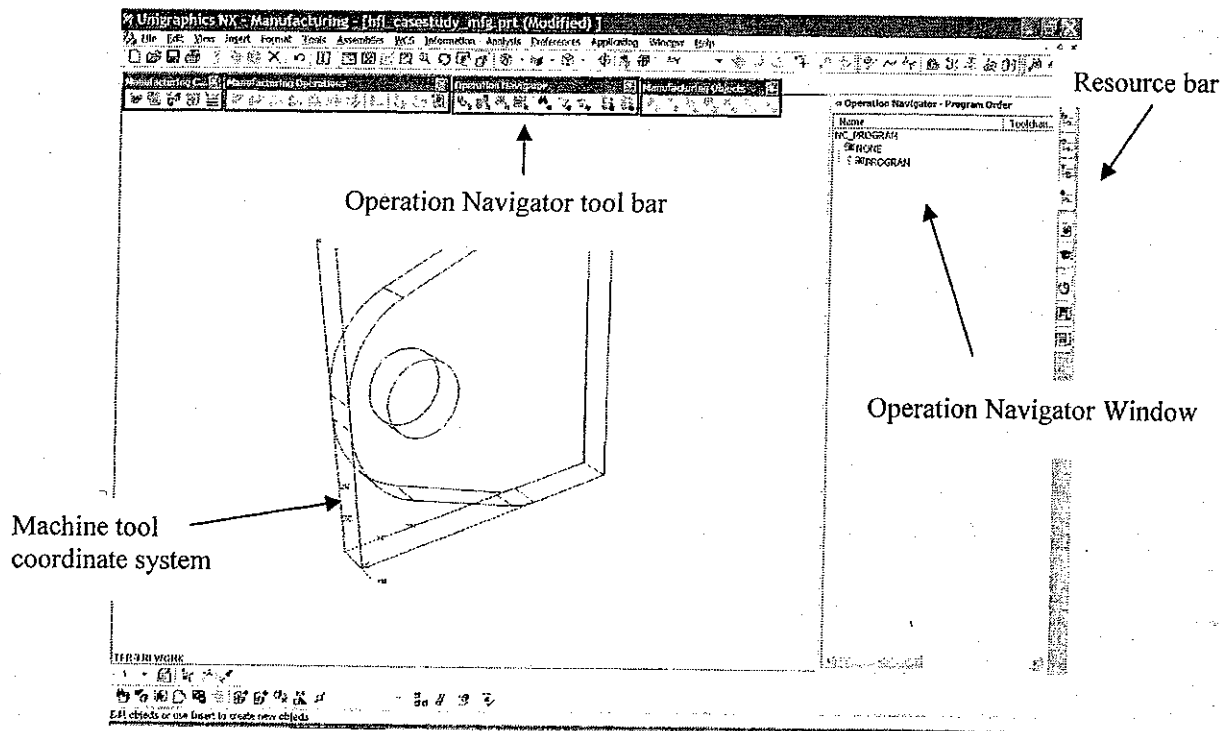 Unigraphics NX - Manufacturing - [hfl_casestudy_mfg.prt (Modified) ]
File Edit View Insert Format Tools Assemblies WCS Information Analysis Preferences Application Window Help
Operation Navigator
Manufacturing Objects
Resource bar
Operation Navigator - Program Order
Name
NC_PROGRAM
NONE
PROGRAM
Operation Navigator tool bar
Operation Navigator Window
Machine tool
coordinate system
WORK
Edit objects or use Insert to create new objects